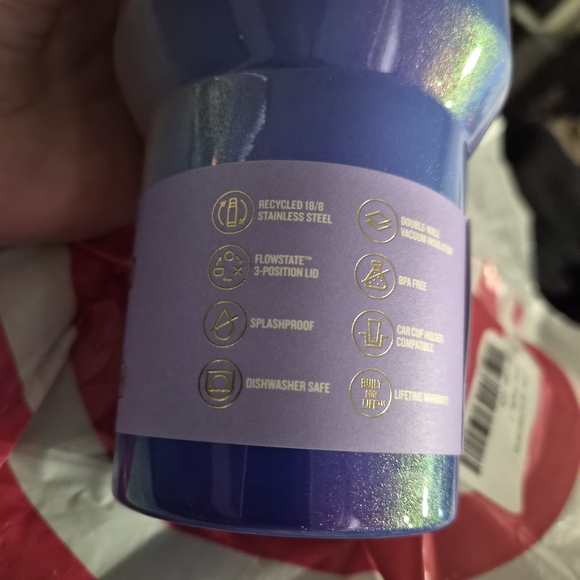 RECYCLED 18/8
STAINLESS STEEL
FLOWSTATE™
3-POSITION LID
SPLASHPROOF
DISHWASHER SAFE
DOUBLE-WALL
VACUUM INSULATION
BPA FREE
CAR CUP HOLDER
COMPATIBLE
BUILT
FOR
LIFE™
LIFETIME WARRANTY